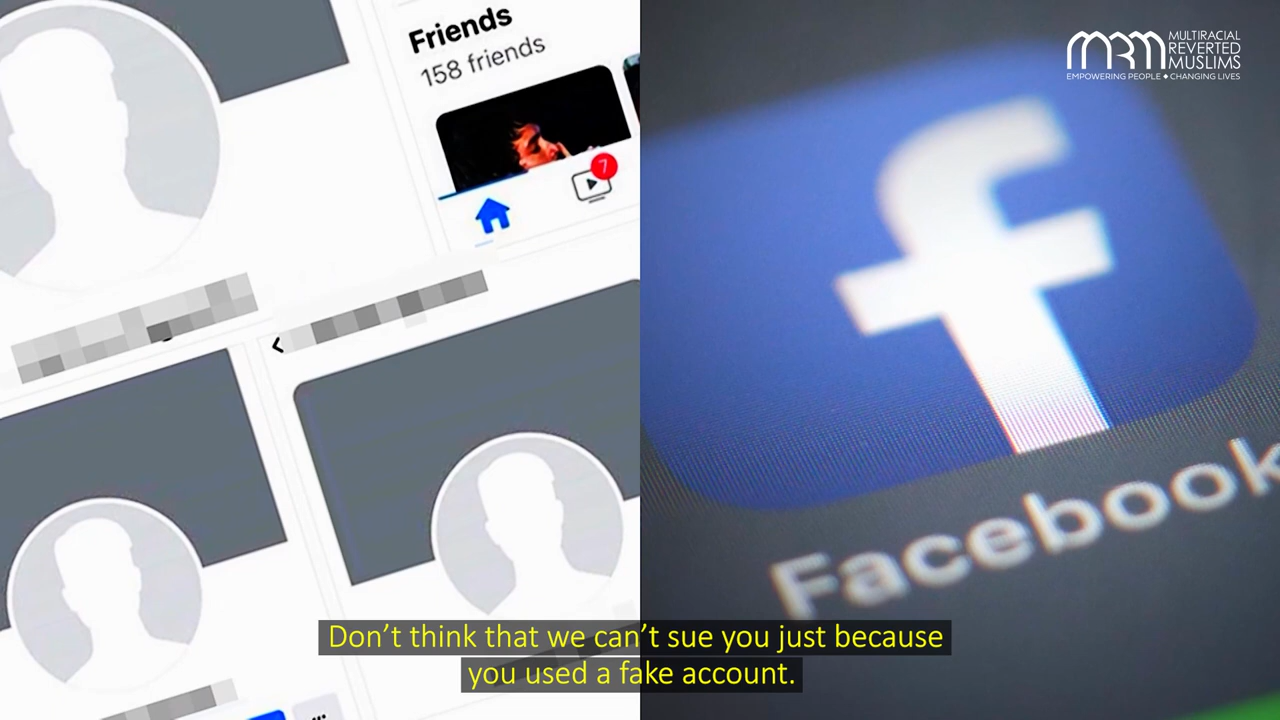 Friends
158 friends
7
MRM
MULTIRACIAL
REVERTED
MUSLIMS
EMPOWERING PEOPLE ◆ CHANGING LIVES
f
Facebook
Don't think that we can't sue you just because
you used a fake account.